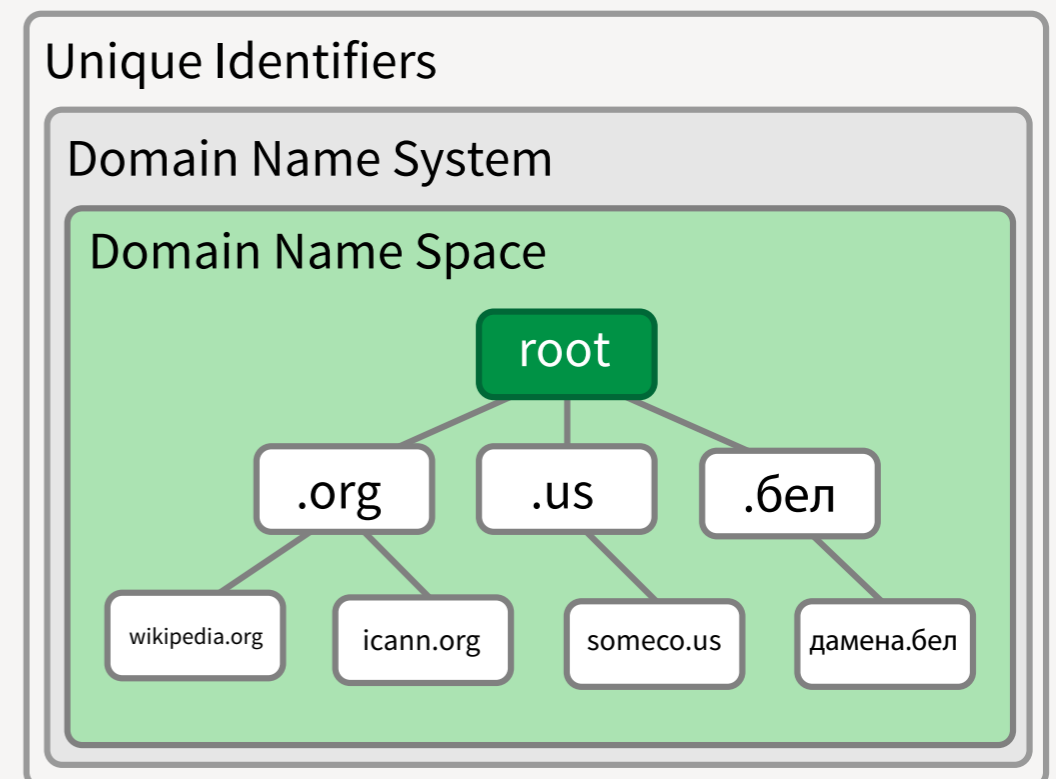 Unique Identifiers
Domain Name System
Domain Name Space
root
.org
.us
.бел
wikipedia.org
icann.org
someco.us
дамена.бел